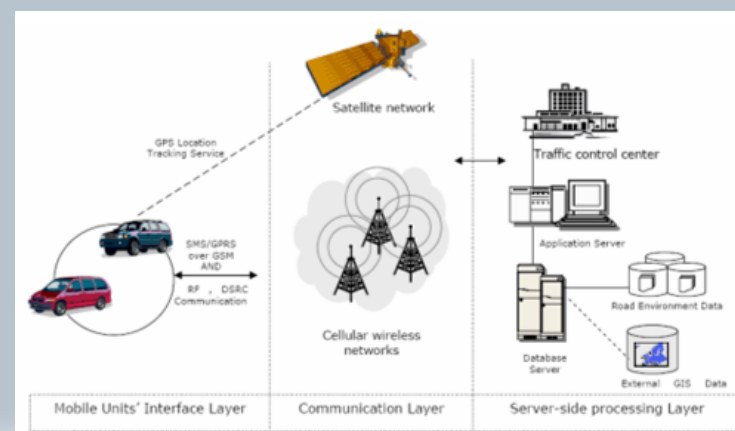 Satellite network
GPS Location
Tracking Service
Traffic control center
SMS/GPRS
over GSM
AND
RF , DSRC
Communication
Application Server
Road Environment Data
Cellular wireless
networks
Database
Server
External GIS Data
Mobile Units' Interface Layer
Communication Layer
Server-side processing Layer